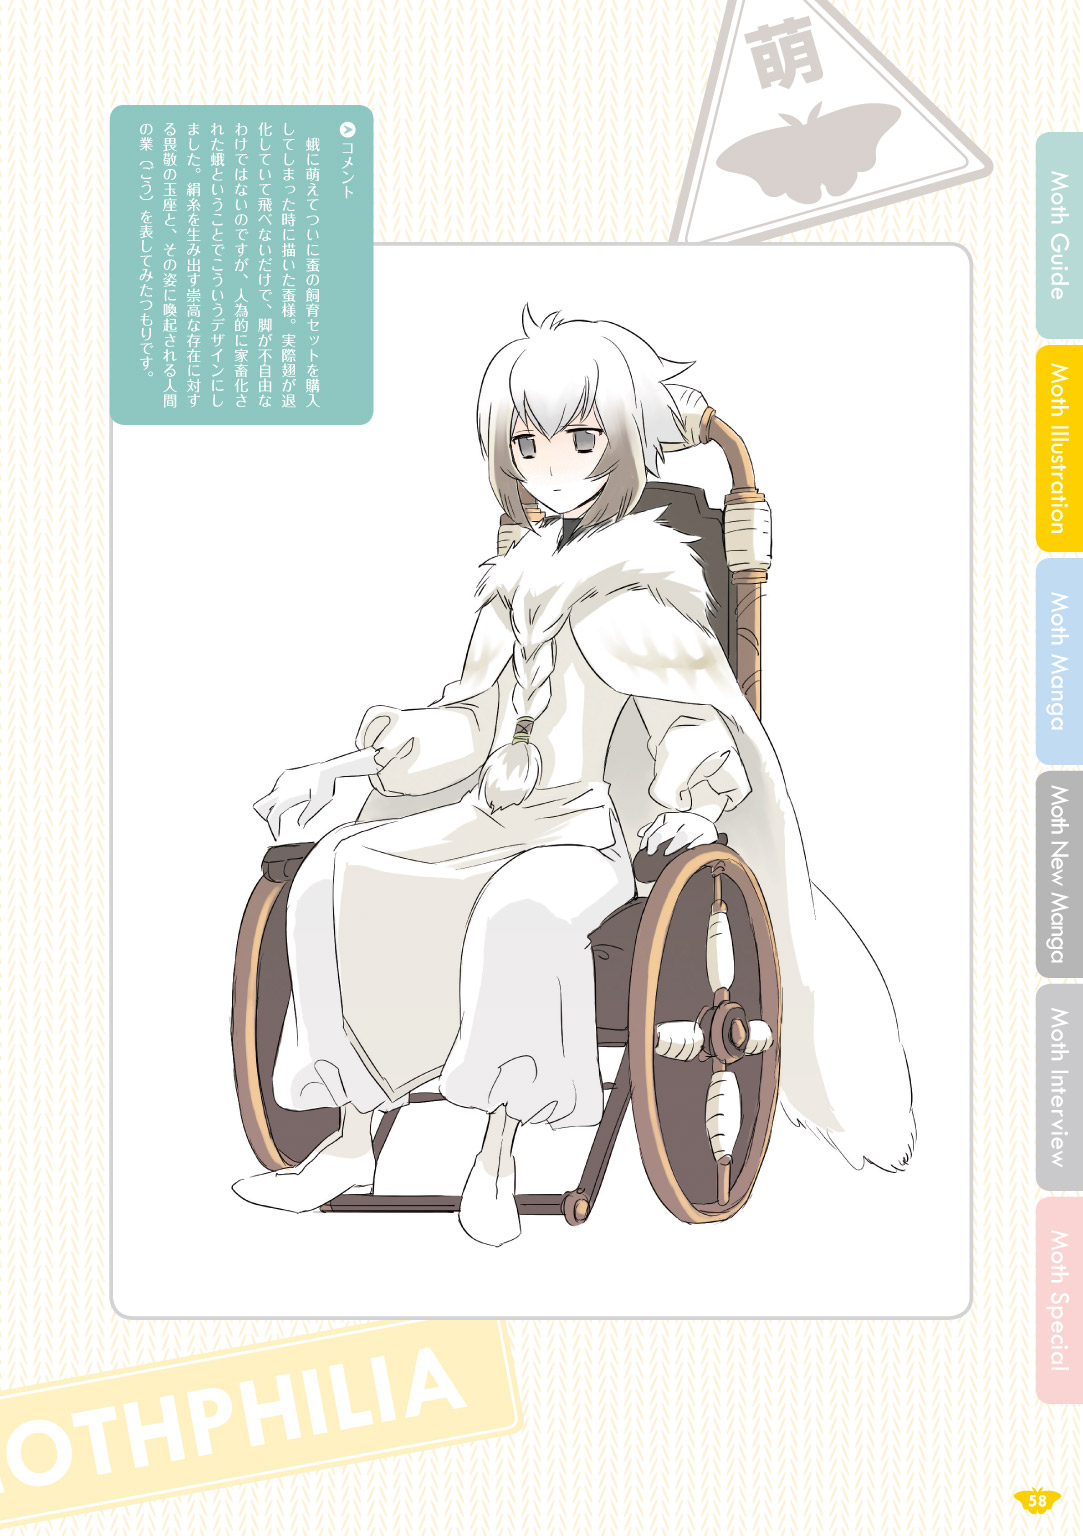 萌
コメント
　蛾に萌えてついに蚕の飼育セットを購入
してしまった時に描いた蚕様。実際翅が退
化していて飛べないだけで、脚が不自由な
わけではないのですが、人為的に家畜化さ
れた蛾ということでこういうデザインにし
ました。絹糸を生み出す崇高な存在に対す
る畏敬の玉座と、その姿に喚起される人間
の業（ごう）を表してみたつもりです。
Moth Guide
Moth Illustration
Moth Manga
Moth New Manga
Moth Interview
Moth Special
OTHPHILIA
58